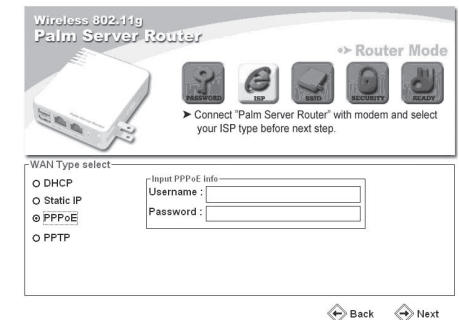 Wireless 802.11g
Palm Server Router
Router Mode
PASSWORD
ISP
SSID
SECURITY
READY
➤ Connect "Palm Server Router" with modem and select
your ISP type before next step.
WAN Type select
DHCP
Static IP
PPPoE
PPTP
Input PPPoE info
Username :
Password :
Back
Next